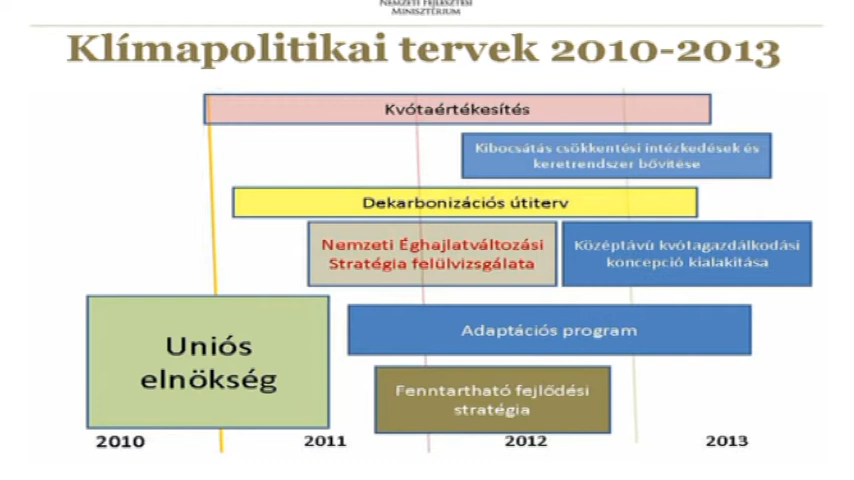 NEMZETI FEJLESZTÉSI
MINISZTÉRIUM
Klímapolitikai tervek 2010-2013
Kvótaértékesítés
Kibocsátás csökkentési intézkedések és
keretrendszer bővítése
Dekarbonizációs útiterv
Nemzeti Éghajlatváltozási
Stratégia felülvizsgálata
Középtávú kvótagazdálkodási
koncepció kialakítása
Uniós
elnökség
Adaptációs program
Fenntartható fejlődési
stratégia
2010
2011
2012
2013